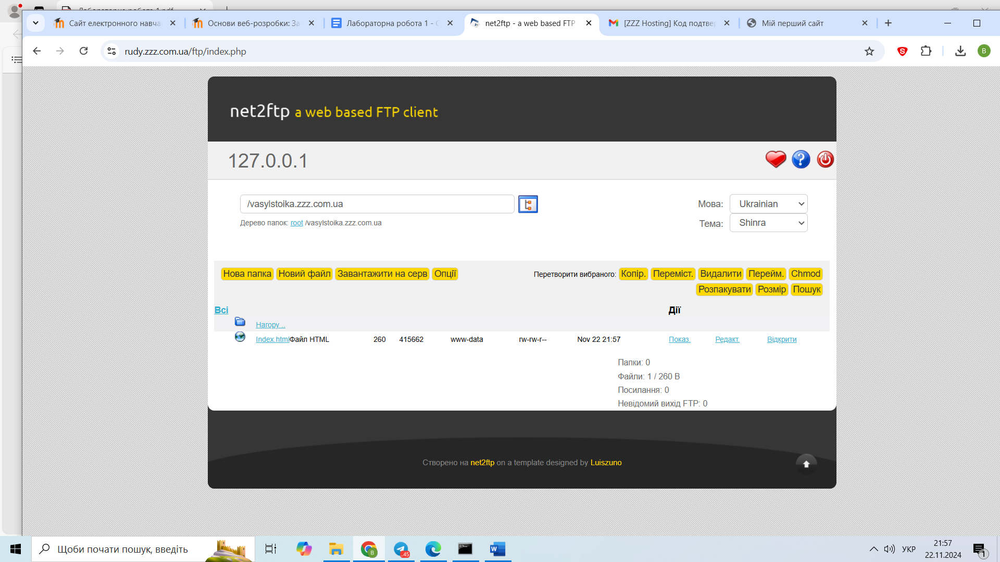 Лабораторна робота 1.pdf
Сайт електронного навча
Основи веб-розробки: За
Лабораторна робота 1 - G
net2ftp - a web based FTP
[ZZZ Hosting] Код подтвер
Мій перший сайт
rudy.zzz.com.ua/ftp/index.php
B
net2ftp a web based FTP client
127.0.0.1
/vasylstoika.zzz.com.ua
Мова: Ukrainian
Дерево папок: root /vasylstoika.zzz.com.ua
Тема: Shinra
Нова папка Новий файл Завантажити на серв Опції Перетворити вибраного: Копір. Переміст. Видалити Перейм. Chmod
Розпакувати Розмір Пошук
Всі Дії
Нагору ..
Index.html Файл HTML 260 415662 www-data rw-rw-r-- Nov 22 21:57 Показ. Редакт. Відкрити
Папки: 0
Файли: 1 / 260 B
Посилання: 0
Невідомий вихід FTP: 0
Створено на net2ftp on a template designed by Luiszuno
Щоби почати пошук, введіть
..45
УКР
21:57
22.11.2024
1